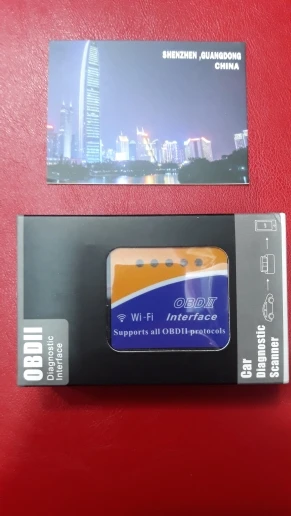 SHENZHEN ,GUANGDONG
CHINA
OBDII
Diagnostic
Interface
OBDII
Wi-Fi Interface
Supports all OBDII protocols
Car
Diagnostic
Scanner